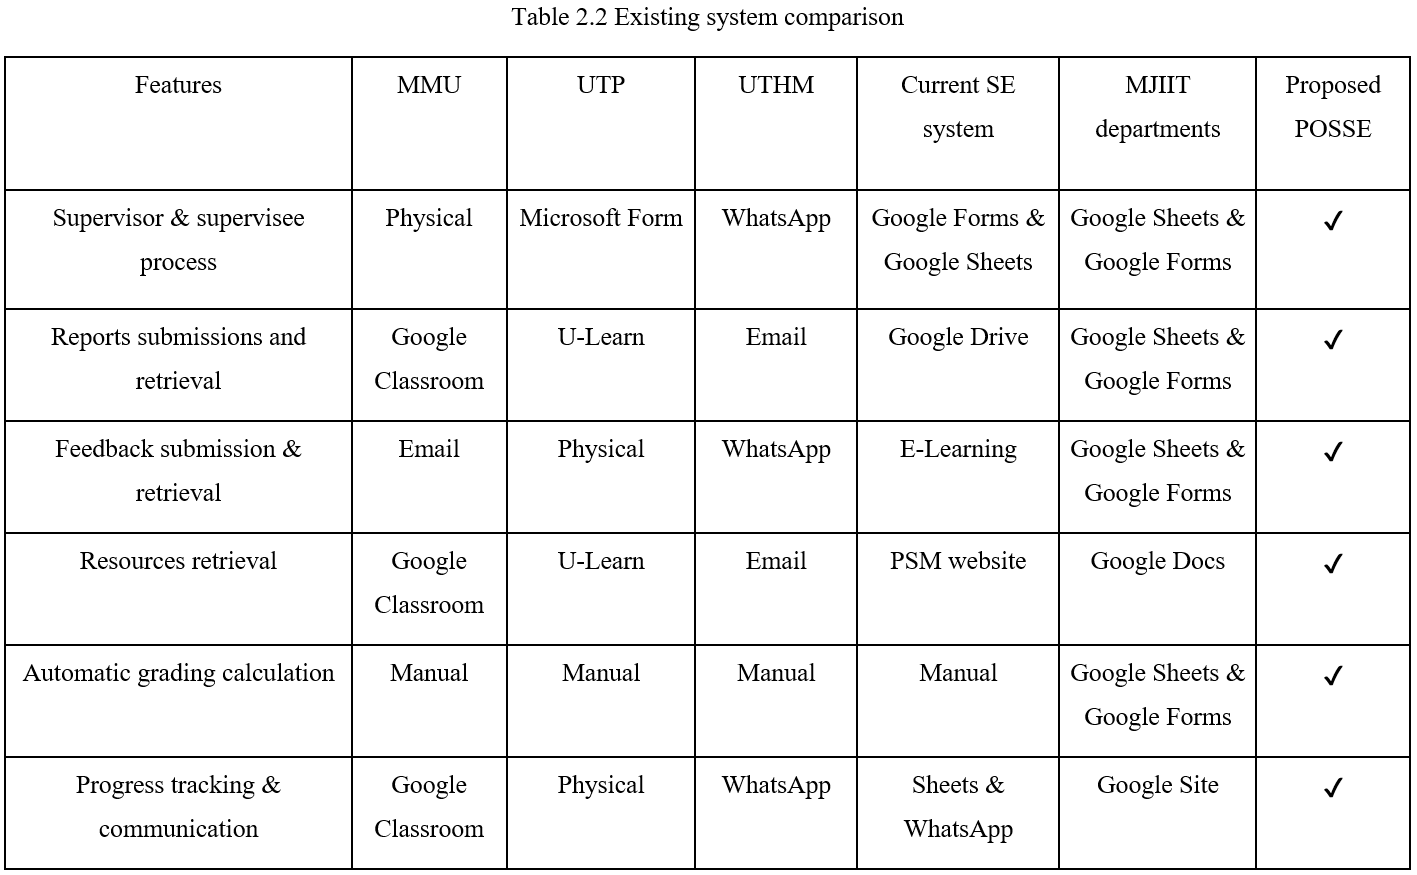 Table 2.2 Existing system comparison
Features
MMU
UTP
UTHM
Current SE
system
MJIIT
departments
Proposed
POSSE
Supervisor & supervisee
process
Physical
Microsoft Form
WhatsApp
Google Forms &
Google Sheets
Google Sheets &
Google Forms
✓
Reports submissions and
retrieval
Google
Classroom
U-Learn
Email
Google Drive
Google Sheets &
Google Forms
✓
Feedback submission &
retrieval
Email
Physical
WhatsApp
E-Learning
Google Sheets &
Google Forms
✓
Resources retrieval
Google
Classroom
U-Learn
Email
PSM website
Google Docs
✓
Automatic grading calculation
Manual
Manual
Manual
Manual
Google Sheets &
Google Forms
✓
Progress tracking &
communication
Google
Classroom
Physical
WhatsApp
Sheets &
WhatsApp
Google Site
✓